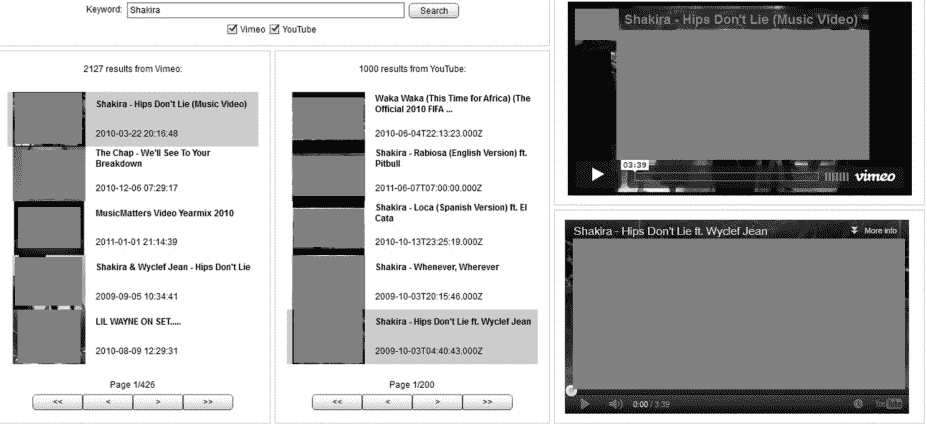 Keyword: Shakira Search
Vimeo YouTube
2127 results from Vimeo:
Shakira - Hips Don't Lie (Music Video)
2010-03-22 20:16:48
The Chap - We'll See To Your
Breakdown
2010-12-06 07:29:17
MusicMatters Video Yearmix 2010
2011-01-01 21:14:39
Shakira & Wyclef Jean - Hips Don't Lie
2009-09-05 10:34:41
LIL WAYNE ON SET.....
2010-08-09 12:29:31
Page 1/426
<< < > >>
1000 results from YouTube:
Waka Waka (This Time for Africa) (The
Official 2010 FIFA ...
2010-06-04T22:13:23.000Z
Shakira - Rabiosa (English Version) ft.
Pitbull
2011-06-07T07:00:00.000Z
Shakira - Loca (Spanish Version) ft. El
Cata
2010-10-13T23:25:19.000Z
Shakira - Whenever, Wherever
2009-10-03T20:15:46.000Z
Shakira - Hips Don't Lie ft. Wyclef Jean
2009-10-03T04:40:43.000Z
Page 1/200
<< < > >>
Shakira - Hips Don't Lie (Music Video)
03:39
vimeo
Shakira - Hips Don't Lie ft. Wyclef Jean
More info
0:00 / 3:39
YouTube